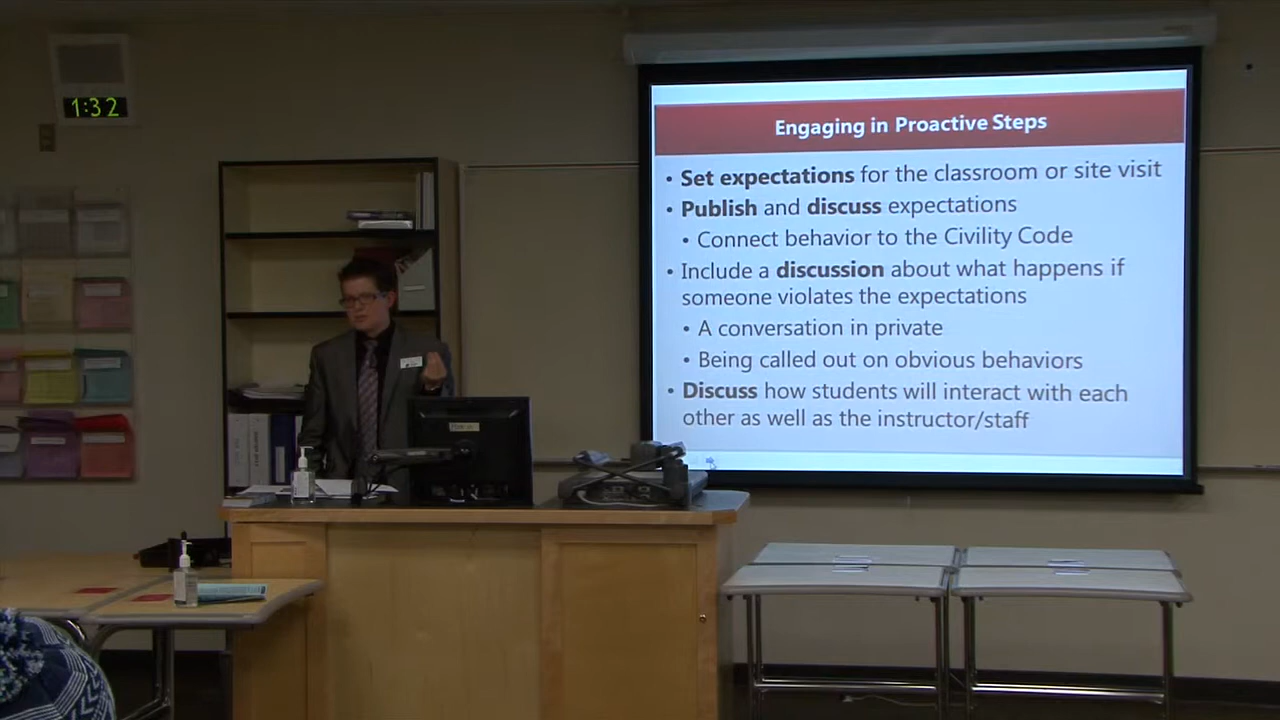 1:32
Engaging in Proactive Steps
• Set expectations for the classroom or site visit
• Publish and discuss expectations
• Connect behavior to the Civility Code
• Include a discussion about what happens if
someone violates the expectations
• A conversation in private
• Being called out on obvious behaviors
• Discuss how students will interact with each
other as well as the instructor/staff